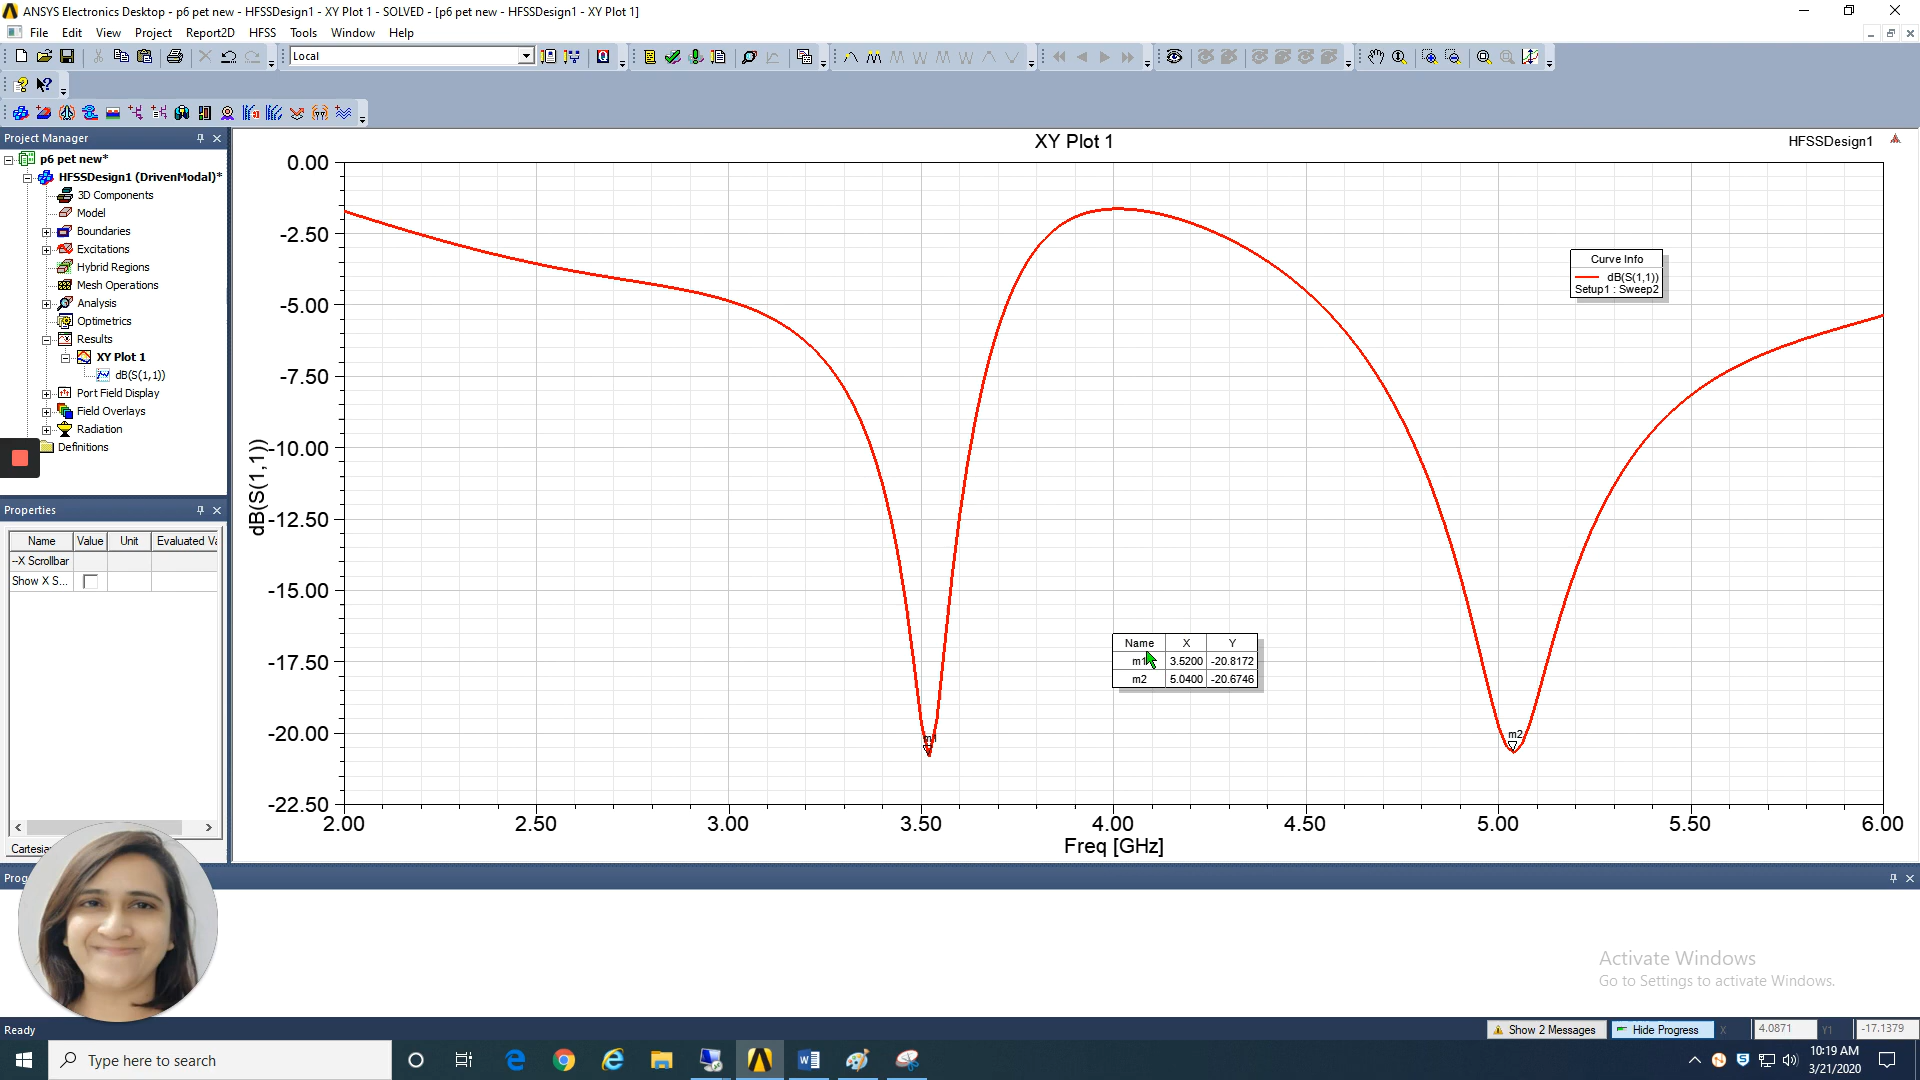 ANSYS Electronics Desktop - p6 pet new - HFSSDesign1 - XY Plot 1 - SOLVED - [p6 pet new - HFSSDesign1 - XY Plot 1]
File Edit View Project Report2D HFSS Tools Window Help
Local
Project Manager
p6 pet new*
HFSSDesign1 (DrivenModal)*
3D Components
Model
Boundaries
Excitations
Hybrid Regions
Mesh Operations
Analysis
Optimetrics
Results
XY Plot 1
dB(S(1,1))
Port Field Display
Field Overlays
Radiation
Definitions
Properties
Name Value Unit Evaluated Va
--X Scrollbar
Show X S...
XY Plot 1
HFSSDesign1
0.00
-2.50
-5.00
-7.50
-10.00
-12.50
-15.00
-17.50
-20.00
-22.50
dB(S(1,1))
2.00 2.50 3.00 3.50 4.00 4.50 5.00 5.50 6.00
Freq [GHz]
Curve Info
dB(S(1,1))
Setup1 : Sweep2
Name X Y
m1 3.5200 -20.8172
m2 5.0400 -20.6746
m1
m2
Activate Windows
Go to Settings to activate Windows.
Ready
Show 2 Messages Hide Progress X 4.0871 Y1 -17.1379
Type here to search
10:19 AM
3/21/2020